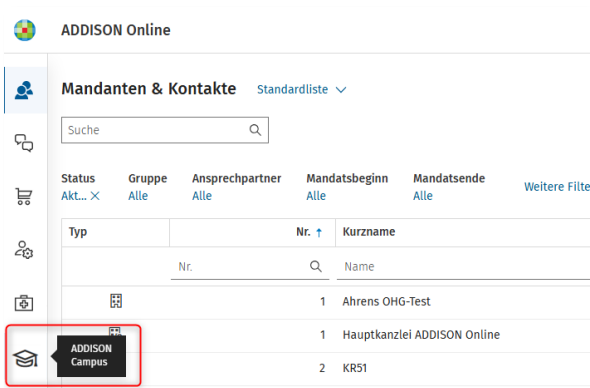 ADDISON Online
Mandanten & Kontakte Standardliste
Suche
Status Gruppe Ansprechpartner Mandatsbeginn Mandatsende
Akt... Alle Alle Alle Alle Weitere Filte
Typ Nr. ↑ Kurzname
Nr. Name
1 Ahrens OHG-Test
1 Hauptkanzlei ADDISON Online
ADDISON
Campus
2 KR51